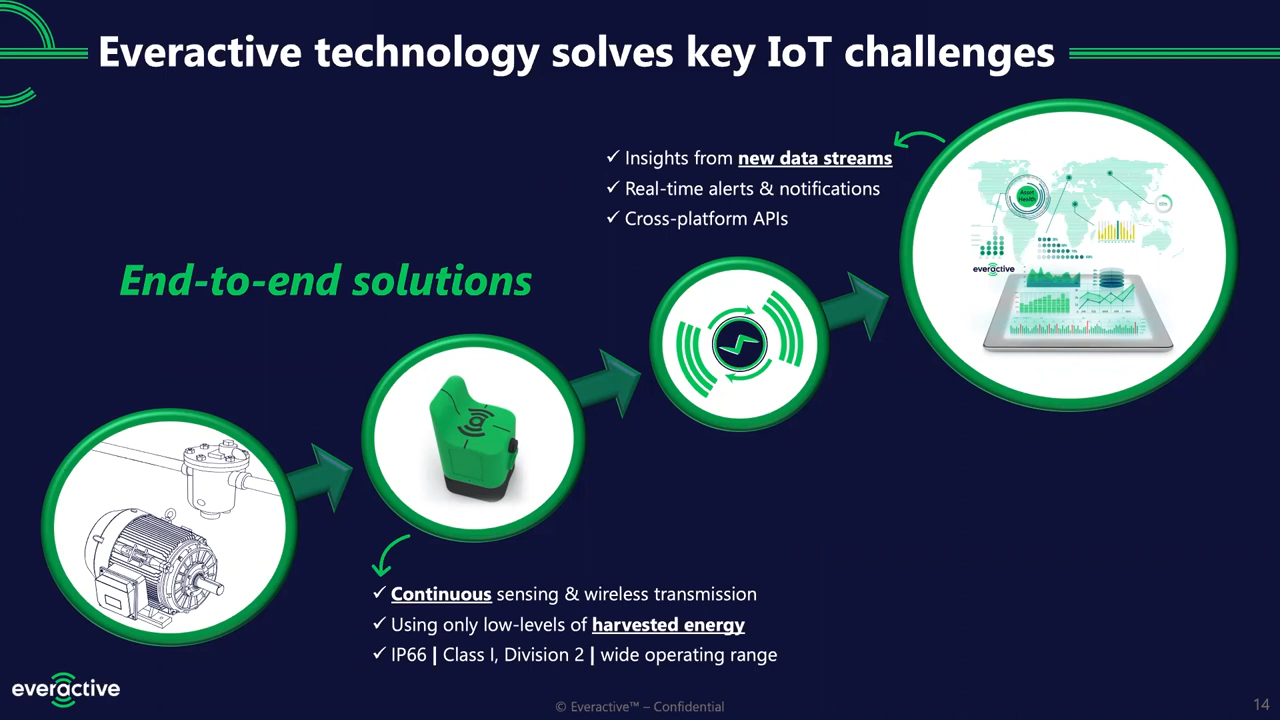 Everactive technology solves key IoT challenges
✓ Insights from new data streams
✓ Real-time alerts & notifications
✓ Cross-platform APIs
Asset
Health
everactive
End-to-end solutions
✓ Continuous sensing & wireless transmission
✓ Using only low-levels of harvested energy
✓ IP66 | Class I, Division 2 | wide operating range
everactive
© Everactive™ – Confidential
14